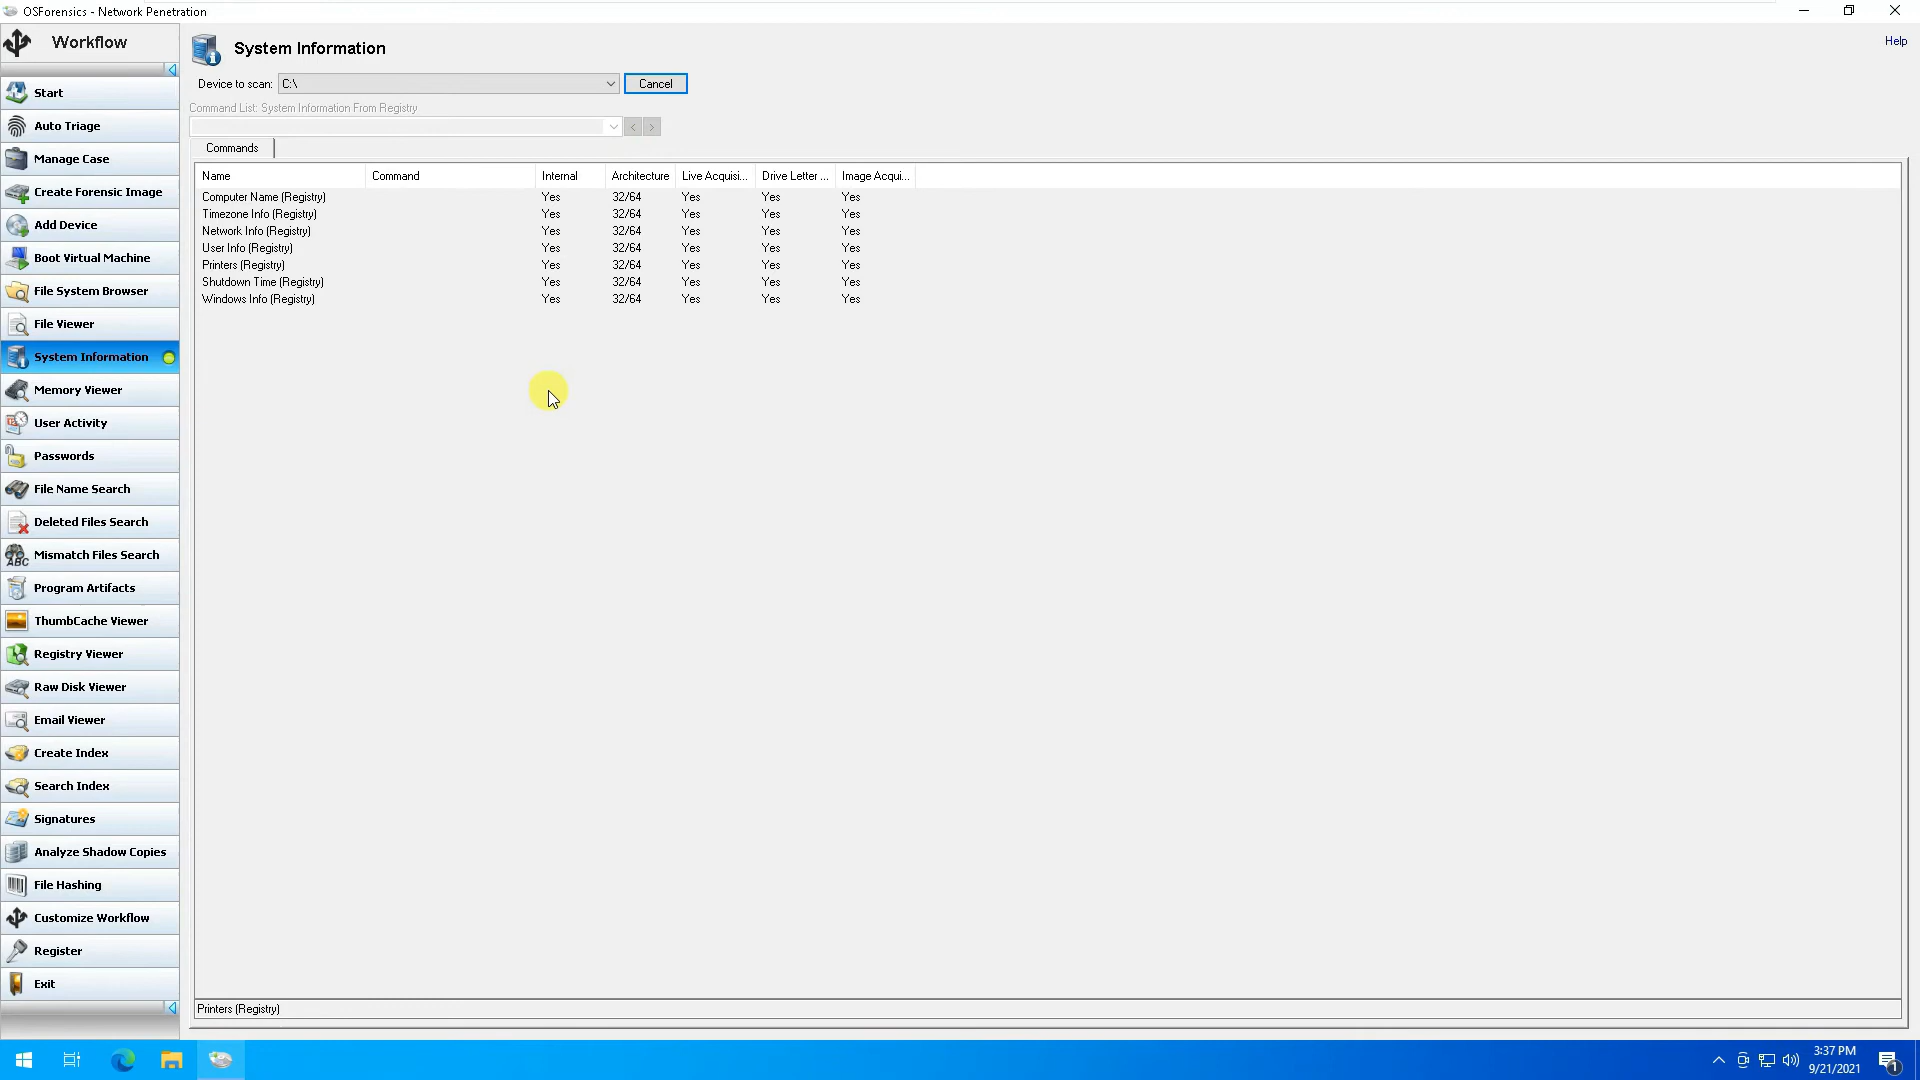 OSForensics - Network Penetration
Workflow
System Information
Help
Device to scan: C:\ Cancel
Command List: System Information From Registry
< >
Commands
Name Command Internal Architecture Live Acquisi... Drive Letter ... Image Acqui...
Computer Name (Registry) Yes 32/64 Yes Yes Yes
Timezone Info (Registry) Yes 32/64 Yes Yes Yes
Network Info (Registry) Yes 32/64 Yes Yes Yes
User Info (Registry) Yes 32/64 Yes Yes Yes
Printers (Registry) Yes 32/64 Yes Yes Yes
Shutdown Time (Registry) Yes 32/64 Yes Yes Yes
Windows Info (Registry) Yes 32/64 Yes Yes Yes
Start
Auto Triage
Manage Case
Create Forensic Image
Add Device
Boot Virtual Machine
File System Browser
File Viewer
System Information
Memory Viewer
User Activity
Passwords
File Name Search
Deleted Files Search
ABC
Mismatch Files Search
Program Artifacts
ThumbCache Viewer
Registry Viewer
Raw Disk Viewer
Email Viewer
Create Index
Search Index
Signatures
Analyze Shadow Copies
File Hashing
Customize Workflow
Register
Exit
Printers (Registry)
3:37 PM
9/21/2021
1